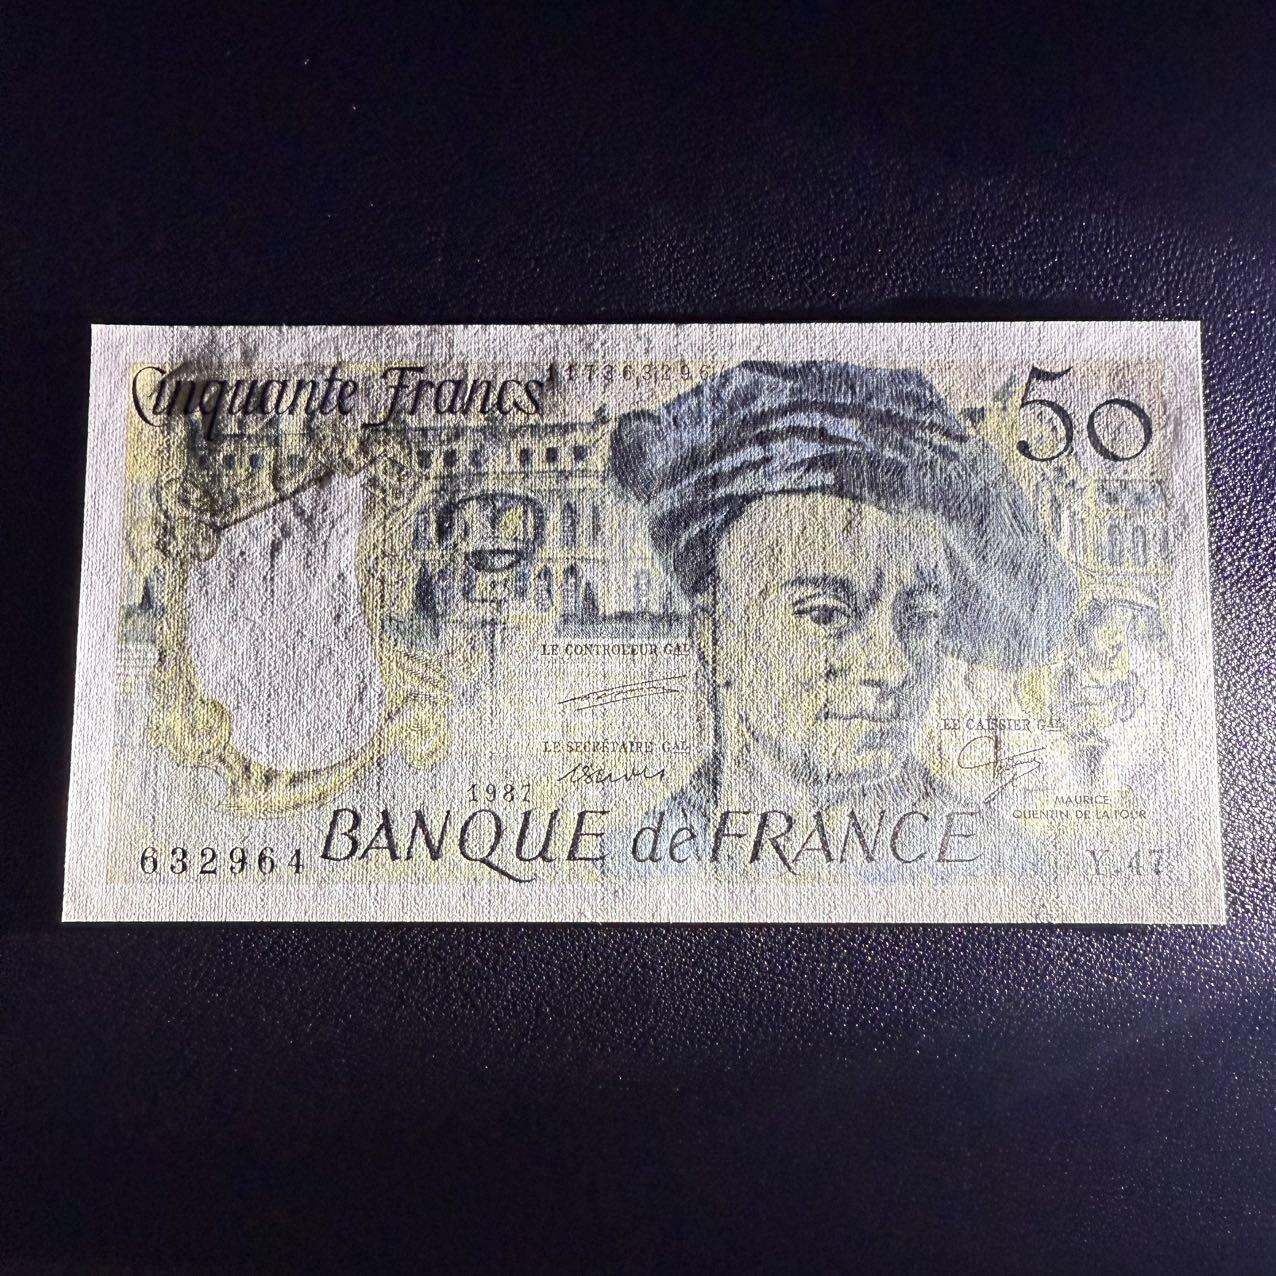 Cinquante Francs
1173632964
50
LE CONTROLEUR GAL
LE SECRÉTAIRE GAL
LE CAISSIER GAL
1987
MAURICE
QUENTIN DE LA TOUR
BANQUE de FRANCE
632964
Y.47